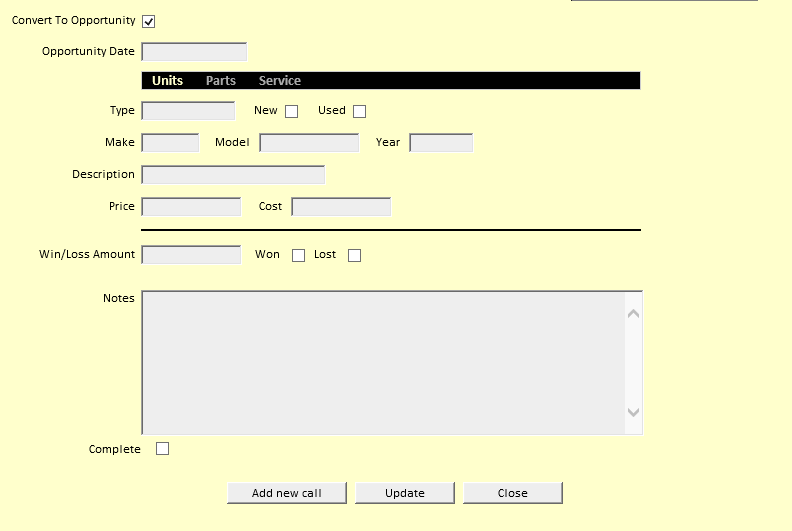 Convert To Opportunity
Opportunity Date
Units Parts Service
Type New Used
Make Model Year
Description
Price Cost
Win/Loss Amount Won Lost
Notes
Complete
Add new call Update Close